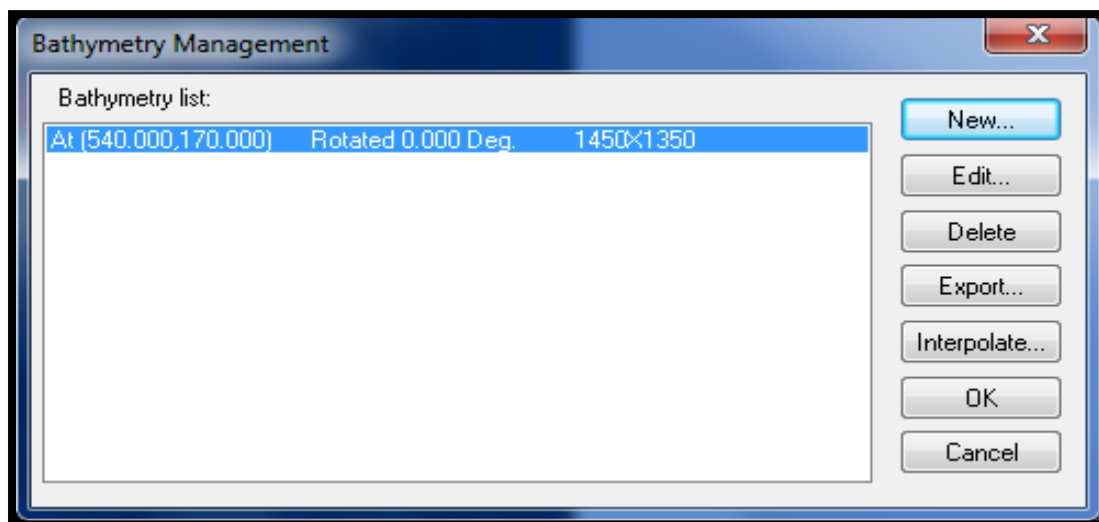 Bathymetry Management
Bathymetry list:
At (540.000,170.000) Rotated 0.000 Deg. 1450X1350
New...
Edit...
Delete
Export...
Interpolate...
OK
Cancel